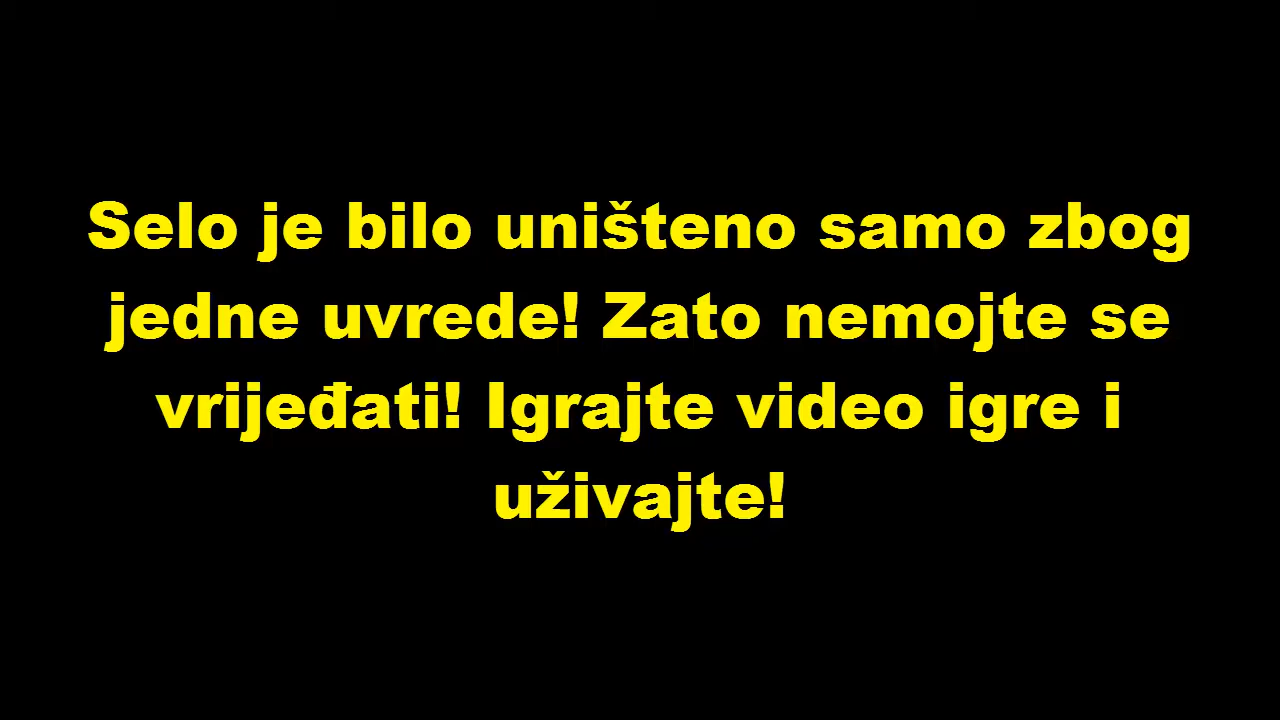 Selo je bilo uništeno samo zbog
jedne uvrede! Zato nemojte se
vrijeđati! Igrajte video igre i
uživajte!